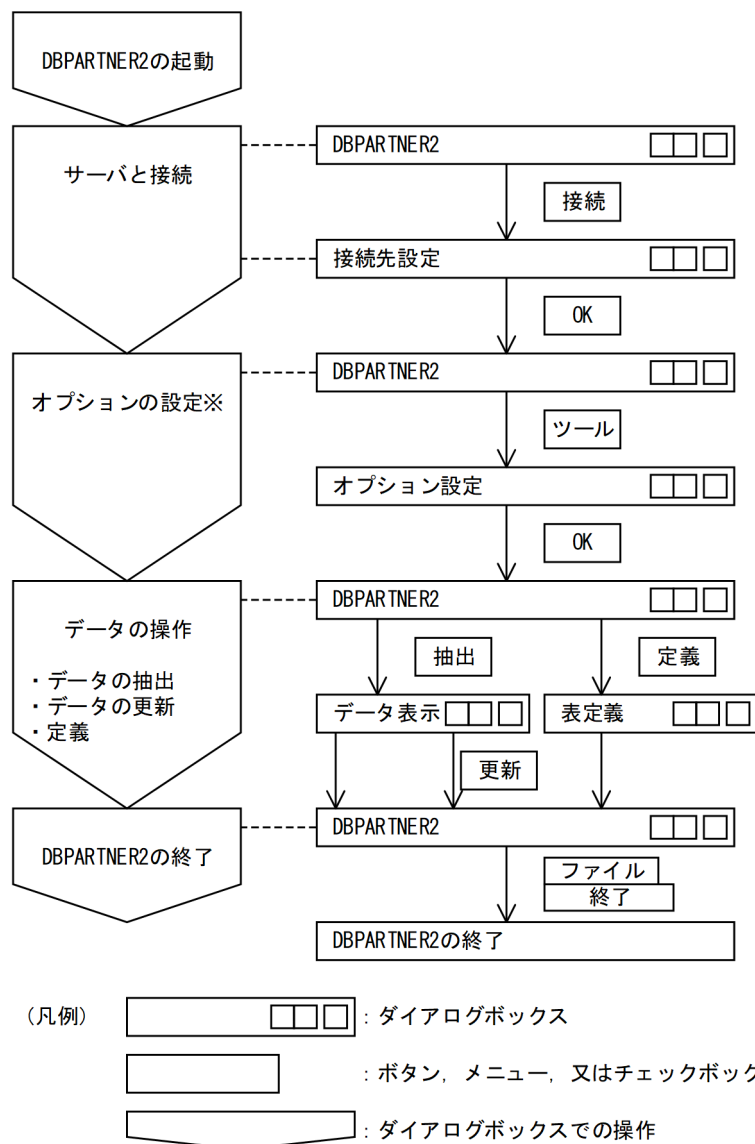 DBPARTNER2の起動
サーバと接続
DBPARTNER2
接続
接続先設定
OK
オプションの設定※
DBPARTNER2
ツール
オプション設定
OK
データの操作
・データの抽出
・データの更新
・定義
DBPARTNER2
抽出
定義
データ表示
表定義
更新
DBPARTNER2の終了
DBPARTNER2
ファイル
終了
DBPARTNER2の終了
(凡例)
：ダイアログボックス
：ボタン，メニュー，又はチェックボック
：ダイアログボックスでの操作